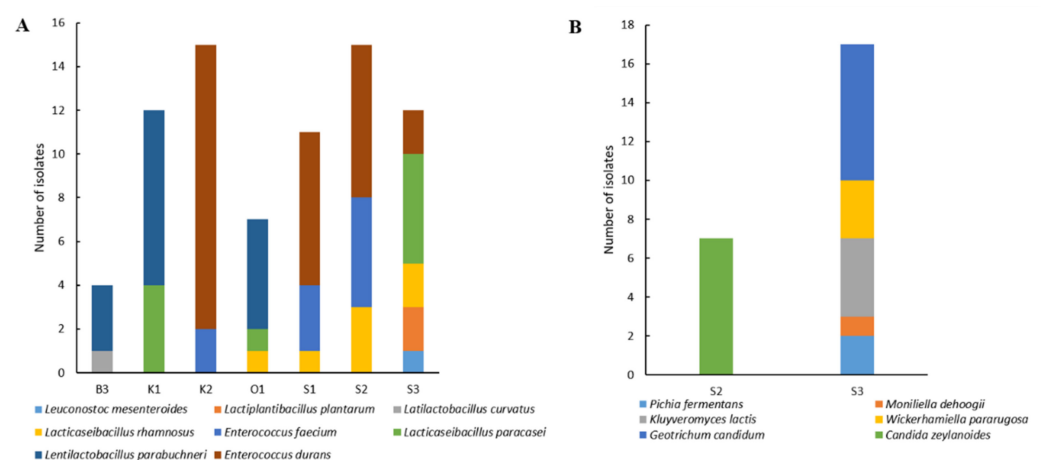 A
Number of isolates
16
14
12
10
8
6
4
2
0
B3 K1 K2 O1 S1 S2 S3
Leuconostoc mesenteroides Lactiplantibacillus plantarum Latilactobacillus curvatus
Lacticaseibacillus rhamnosus Enterococcus faecium Lacticaseibacillus paracasei
Lentilactobacillus parabuchneri Enterococcus durans
B
Number of isolates
18
16
14
12
10
8
6
4
2
0
S2 S3
Pichia fermentans Moniliella dehoogii
Kluyveromyces lactis Wickerhamiella pararugosa
Geotrichum candidum Candida zeylanoides